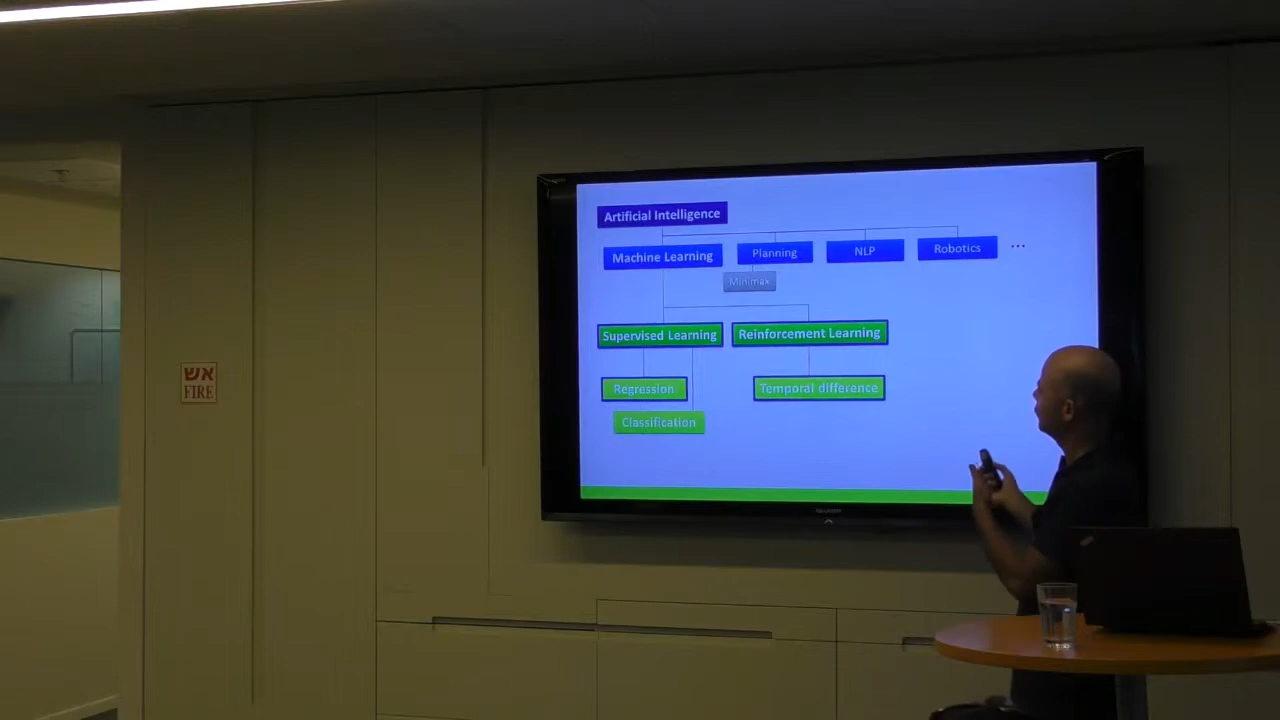 Artificial Intelligence
Machine Learning
Planning
NLP
Robotics
...
Minimax
Supervised Learning
Reinforcement Learning
Regression
Temporal difference
Classification
אש
FIRE